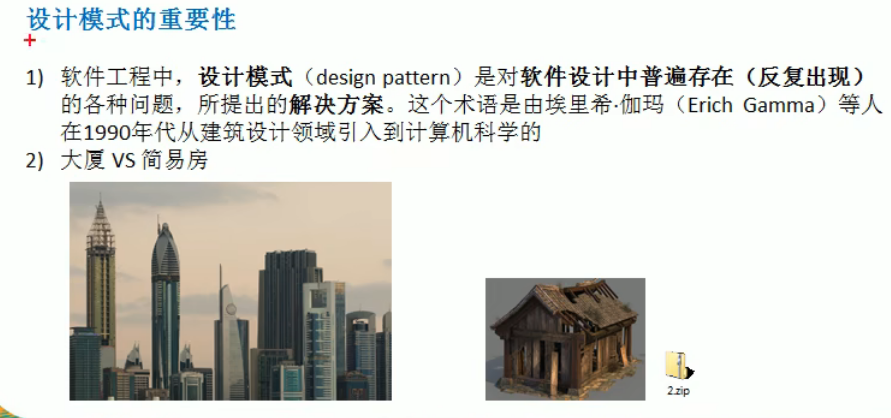 设计模式的重要性
1) 软件工程中，设计模式（design pattern）是对软件设计中普遍存在（反复出现）
的各种问题，所提出的解决方案。这个术语是由埃里希·伽玛（Erich Gamma）等人
在1990年代从建筑设计领域引入到计算机科学的
2) 大厦 VS 简易房
2.zip